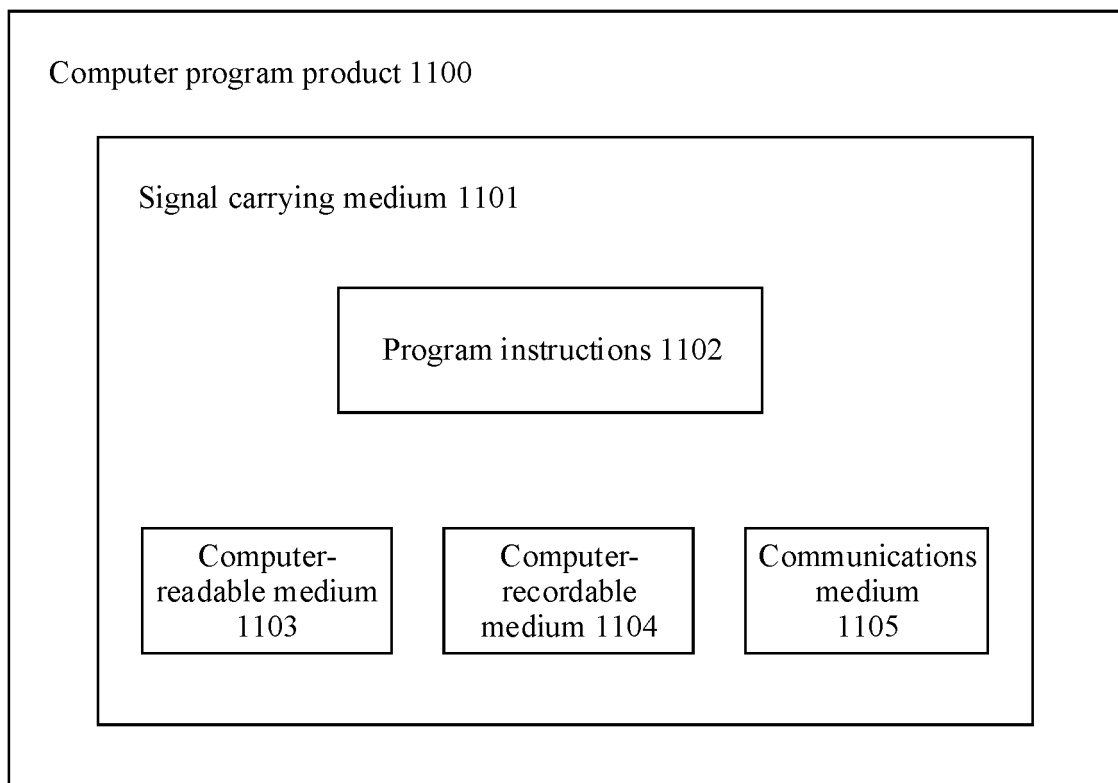 Computer program product 1100
Signal carrying medium 1101
Program instructions 1102
Computer-
readable medium
1103
Computer-
recordable
medium 1104
Communications
medium
1105